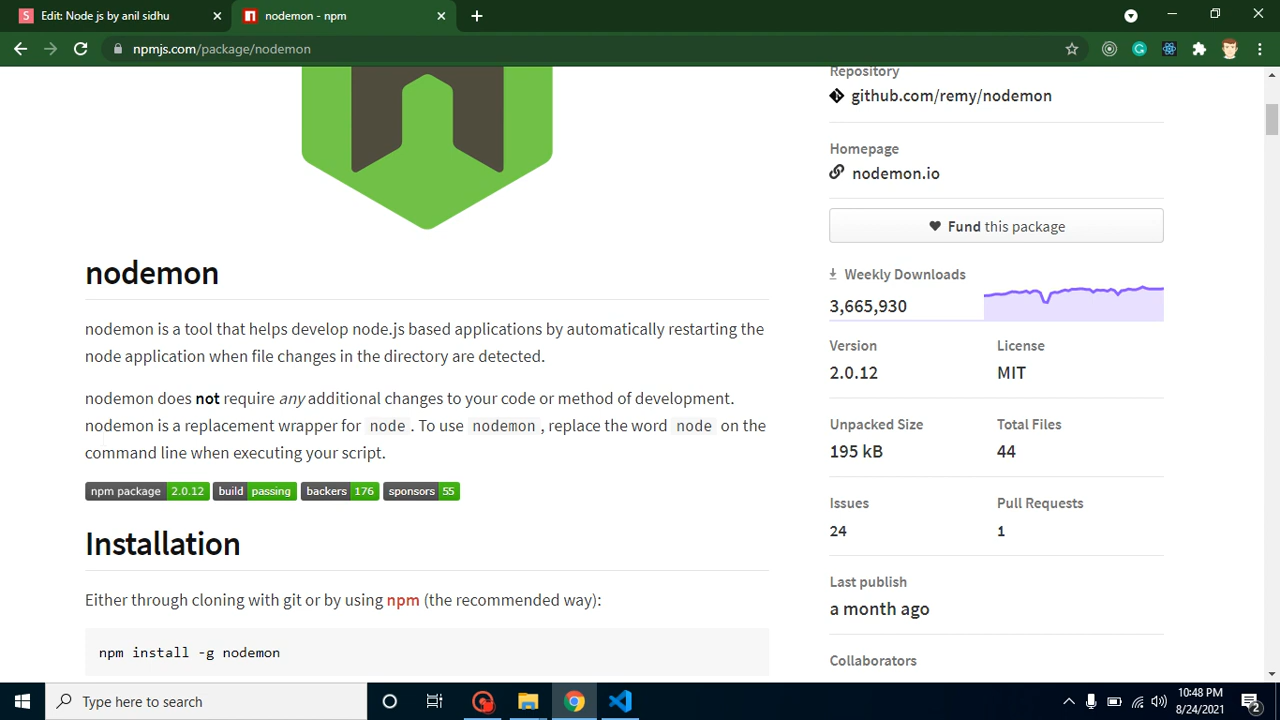 Edit: Node js by anil sidhu
nodemon - npm
npmjs.com/package/nodemon
Repository
github.com/remy/nodemon
Homepage
nodemon.io
Fund this package
nodemon
Weekly Downloads
3,665,930
nodemon is a tool that helps develop node.js based applications by automatically restarting the
node application when file changes in the directory are detected.
Version
License
2.0.12
MIT
nodemon does not require any additional changes to your code or method of development.
nodemon is a replacement wrapper for node. To use nodemon, replace the word node on the
command line when executing your script.
Unpacked Size
Total Files
195 kB
44
npm package 2.0.12 build passing backers 176 sponsors 55
Issues
Pull Requests
24
1
Installation
Last publish
a month ago
Either through cloning with git or by using npm (the recommended way):
npm install -g nodemon
Collaborators
Type here to search
10:48 PM
8/24/2021
2